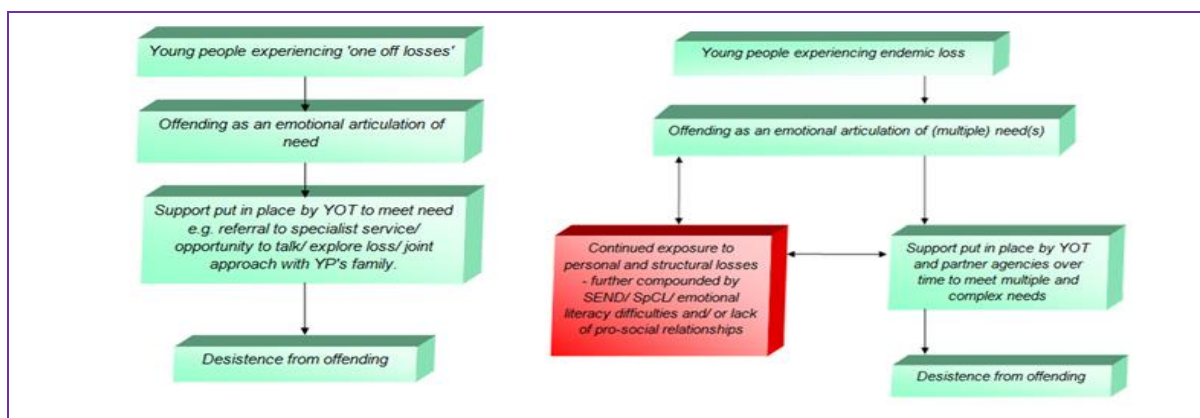 Young people experiencing 'one off losses'
Offending as an emotional articulation of
need
Support put in place by YOT to meet need
e.g. referral to specialist service/
opportunity to talk/ explore loss/ joint
approach with YP's family.
Desistence from offending
Young people experiencing endemic loss
Offending as an emotional articulation of (multiple) need(s)
Continued exposure to
personal and structural losses
- further compounded by
SEND/ SpCL/ emotional
literacy difficulties and/ or lack
of pro-social relationships
Support put in place by YOT
and partner agencies over
time to meet multiple and
complex needs
Desistence from offending